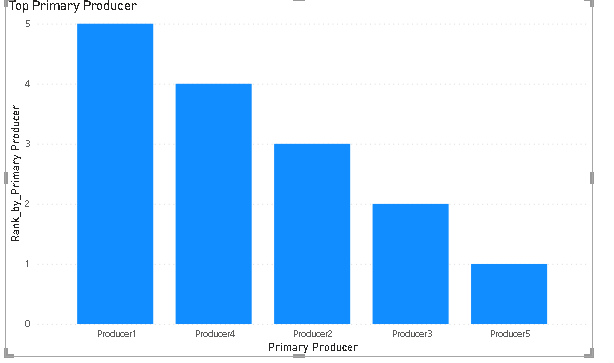 Top Primary Producer
Rank_by_Primary Producer
5
4
3
2
1
0
Producer1 Producer4 Producer2 Producer3 Producer5
Primary Producer